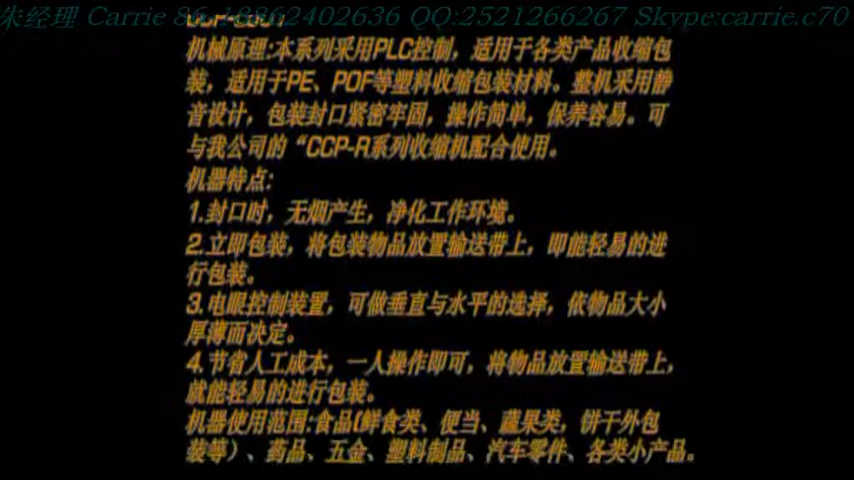 朱经理 Carrie 86-18862402636 QQ:2521266267 Skype:carrie.c70
机械原理:本系列采用PLC控制，适用于各类产品收缩包
装，适用于PE、POF等塑料收缩包装材料。整机采用静
音设计，包装封口紧密牢固，操作简单，保养容易。可
与我公司的“CCP-R系列收缩机配合使用。
机器特点:
1.封口时，无烟产生，净化工作环境。
2.立即包装，将包装物品放置输送带上，即能轻易的进
行包装。
3.电眼控制装置，可做垂直与水平的选择，依物品大小
厚薄而决定。
4.节省人工成本，一人操作即可，将物品放置输送带上，
就能轻易的进行包装。
机器使用范围:食品(鲜食类、便当、蔬果类，饼干外包
装等）、药品、五金、塑料制品、汽车零件、各类小产品。